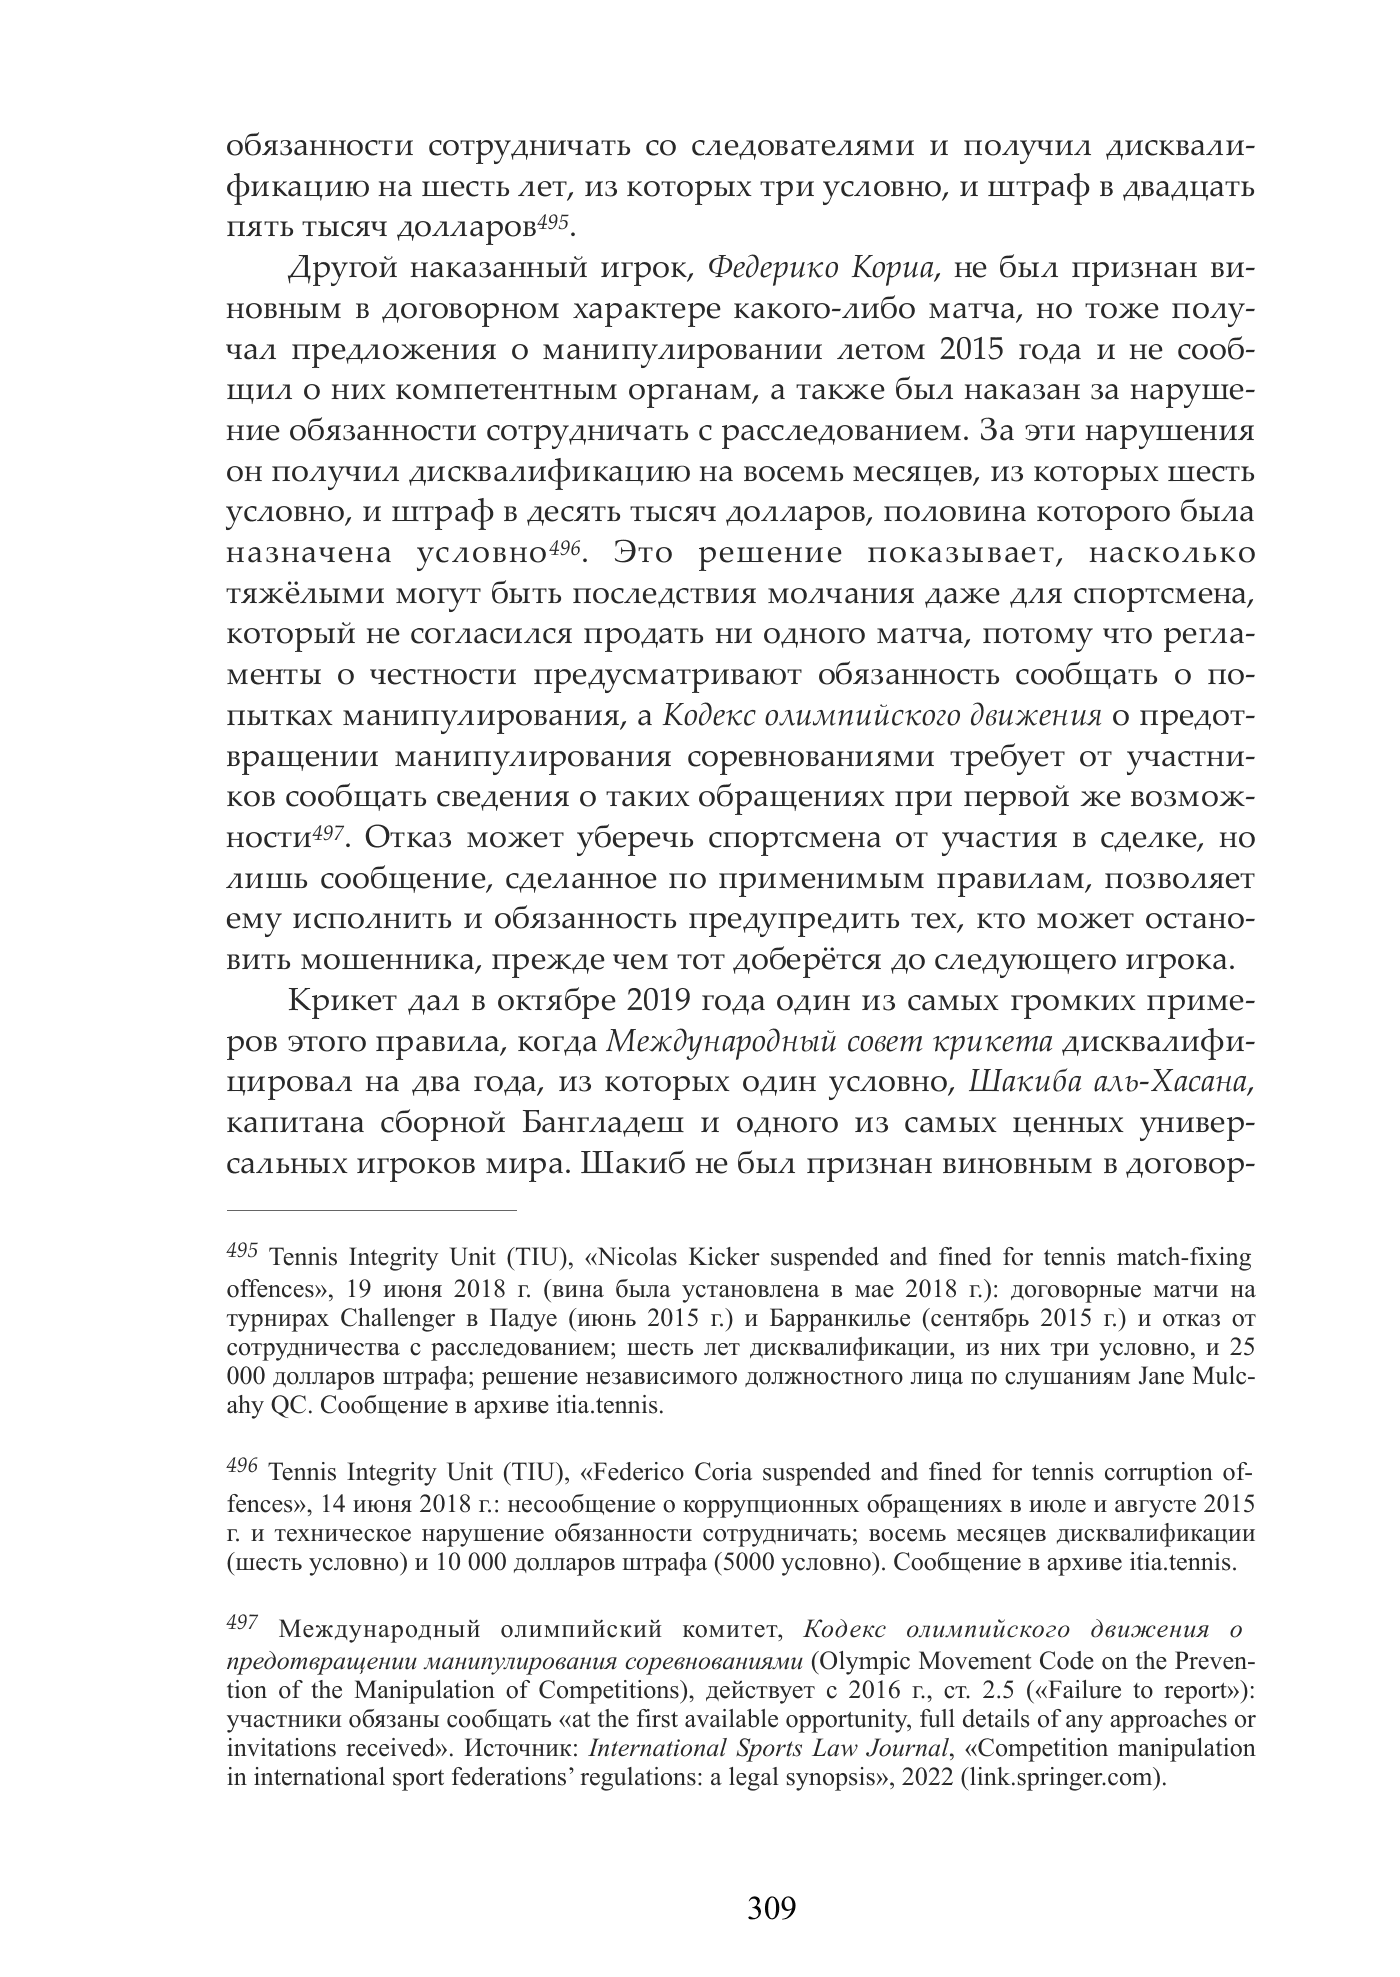 обязанности сотрудничать со следователями и получил дисквали-
фикацию на шесть лет, из которых три условно, и штраф в двадцать
пять тысяч долларов495.
Другой наказанный игрок, Федерико Кориа, не был признан ви-
новным в договорном характере какого-либо матча, но тоже полу-
чал предложения о манипулировании летом 2015 года и не сооб-
щил о них компетентным органам, а также был наказан за наруше-
ние обязанности сотрудничать с расследованием. За эти нарушения
он получил дисквалификацию на восемь месяцев, из которых шесть
условно, и штраф в десять тысяч долларов, половина которого была
назначена условно496. Это решение показывает, насколько
тяжёлыми могут быть последствия молчания даже для спортсмена,
который не согласился продать ни одного матча, потому что регла-
менты о честности предусматривают обязанность сообщать о по-
пытках манипулирования, а Кодекс олимпийского движения о предот-
вращении манипулирования соревнованиями требует от участни-
ков сообщать сведения о таких обращениях при первой же возмож-
ности497. Отказ может уберечь спортсмена от участия в сделке, но
лишь сообщение, сделанное по применимым правилам, позволяет
ему исполнить и обязанность предупредить тех, кто может остано-
вить мошенника, прежде чем тот доберётся до следующего игрока.
Крикет дал в октябре 2019 года один из самых громких приме-
ров этого правила, когда Международный совет крикета дисквалифи-
цировал на два года, из которых один условно, Шакиба аль-Хасана,
капитана сборной Бангладеш и одного из самых ценных универ-
сальных игроков мира. Шакиб не был признан виновным в договор-
495 Tennis Integrity Unit (TIU), «Nicolas Kicker suspended and fined for tennis match-fixing
offences», 19 июня 2018 г. (вина была установлена в мае 2018 г.): договорные матчи на
турнирах Challenger в Падуе (июнь 2015 г.) и Барранкилье (сентябрь 2015 г.) и отказ от
сотрудничества с расследованием; шесть лет дисквалификации, из них три условно, и 25
000 долларов штрафа; решение независимого должностного лица по слушаниям Jane Mulc-
ahy QC. Сообщение в архиве itia.tennis.
496 Tennis Integrity Unit (TIU), «Federico Coria suspended and fined for tennis corruption of-
fences», 14 июня 2018 г.: несообщение о коррупционных обращениях в июле и августе 2015
г. и техническое нарушение обязанности сотрудничать; восемь месяцев дисквалификации
(шесть условно) и 10 000 долларов штрафа (5000 условно). Сообщение в архиве itia.tennis.
497 Международный олимпийский комитет, Кодекс олимпийского движения о
предотвращении манипулирования соревнованиями (Olympic Movement Code on the Preven-
tion of the Manipulation of Competitions), действует с 2016 г., ст. 2.5 («Failure to report»):
участники обязаны сообщать «at the first available opportunity, full details of any approaches or
invitations received». Источник: International Sports Law Journal, «Competition manipulation
in international sport federations’ regulations: a legal synopsis», 2022 (link.springer.com).
309